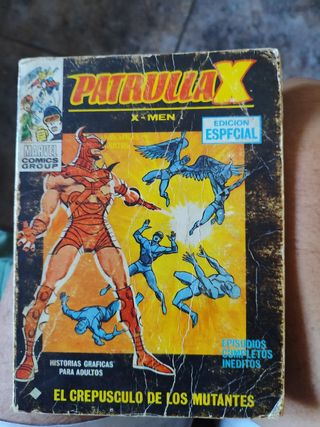 PATRULLA X
X-MEN
EDICION
ESPECIAL
MARVEL
COMICS
GROUP
EPISODIOS
COMPLETOS
INEDITOS
HISTORIAS GRAFICAS
PARA ADULTOS
EL CREPUSCULO DE LOS MUTANTES